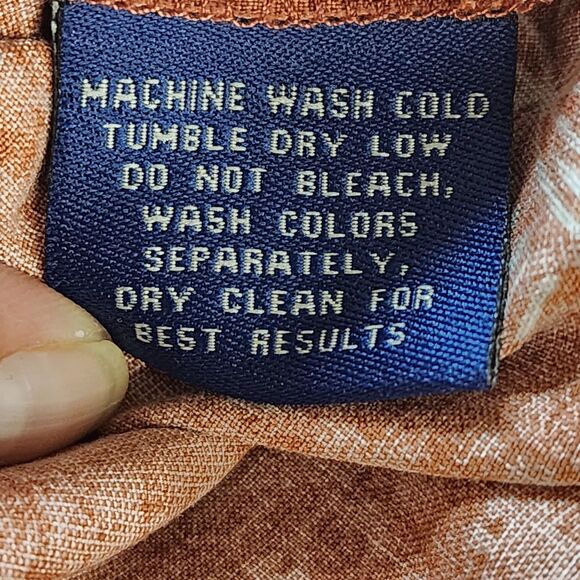 MACHINE WASH COLD
TUMBLE DRY LOW
DO NOT BLEACH,
WASH COLORS
SEPARATELY,
DRY CLEAN FOR
BEST RESULTS